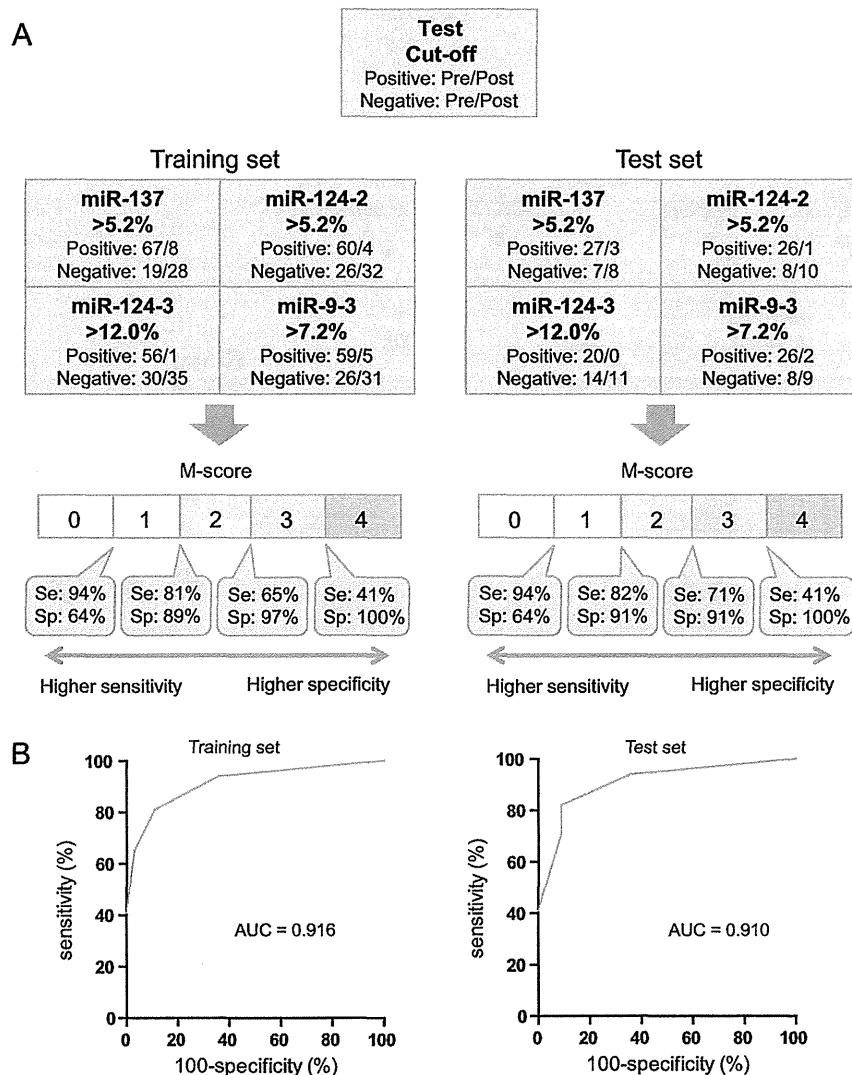 A
Test
Cut-off
Positive: Pre/Post
Negative: Pre/Post
Training set
miR-137
>5.2%
Positive: 67/8
Negative: 19/28
miR-124-2
>5.2%
Positive: 60/4
Negative: 26/32
miR-124-3
>12.0%
Positive: 56/1
Negative: 30/35
miR-9-3
>7.2%
Positive: 59/5
Negative: 26/31
M-score
0 1 2 3 4
Se: 94%
Sp: 64%
Se: 81%
Sp: 89%
Se: 65%
Sp: 97%
Se: 41%
Sp: 100%
Higher sensitivity Higher specificity
Test set
miR-137
>5.2%
Positive: 27/3
Negative: 7/8
miR-124-2
>5.2%
Positive: 26/1
Negative: 8/10
miR-124-3
>12.0%
Positive: 20/0
Negative: 14/11
miR-9-3
>7.2%
Positive: 26/2
Negative: 8/9
M-score
0 1 2 3 4
Se: 94%
Sp: 64%
Se: 82%
Sp: 91%
Se: 71%
Sp: 91%
Se: 41%
Sp: 100%
Higher sensitivity Higher specificity
B
Training set
sensitivity (%)
100
80
60
40
20
0
AUC = 0.916
0 20 40 60 80 100
100-specificity (%)
Test set
sensitivity (%)
100
80
60
40
20
0
AUC = 0.910
0 20 40 60 80 100
100-specificity (%)